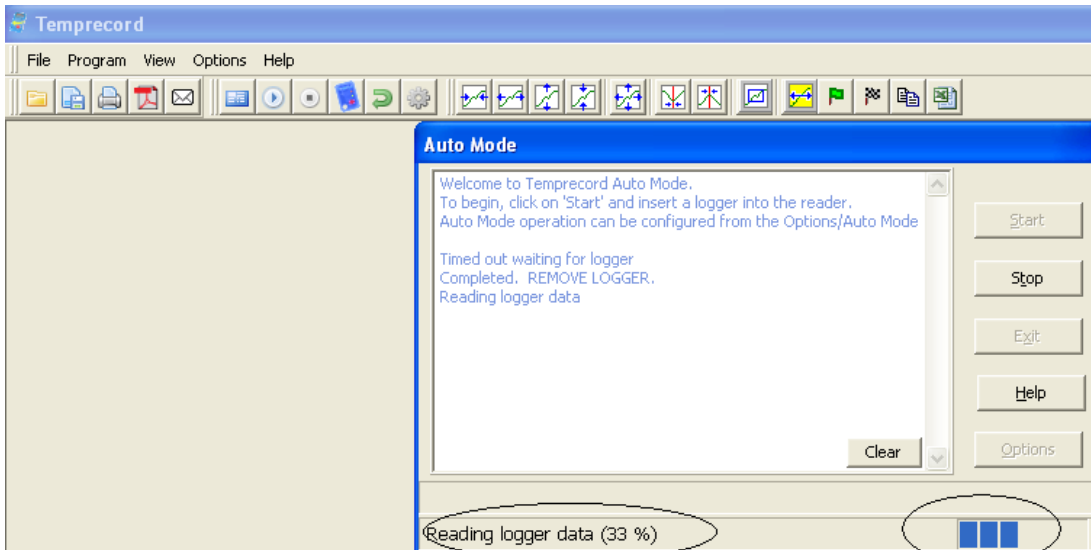 Temprecord
File Program View Options Help
Auto Mode
Welcome to Temprecord Auto Mode.
To begin, click on 'Start' and insert a logger into the reader.
Auto Mode operation can be configured from the Options/Auto Mode
Timed out waiting for logger
Completed. REMOVE LOGGER.
Reading logger data
Start
Stop
Exit
Help
Clear
Options
Reading logger data (33 %)